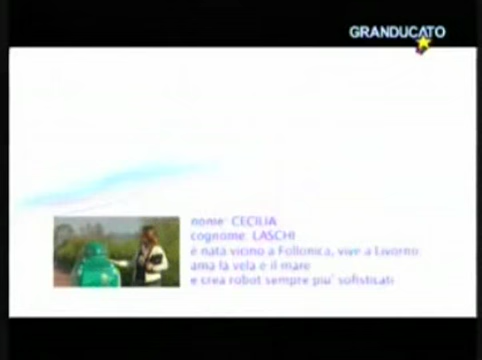 GRANDUCATO
nome: CECILIA
cognome: LASCHI
è nata vicino a Follonica, vive a Livorno
ama la vela e il mare
e crea robot sempre piu' sofisticati